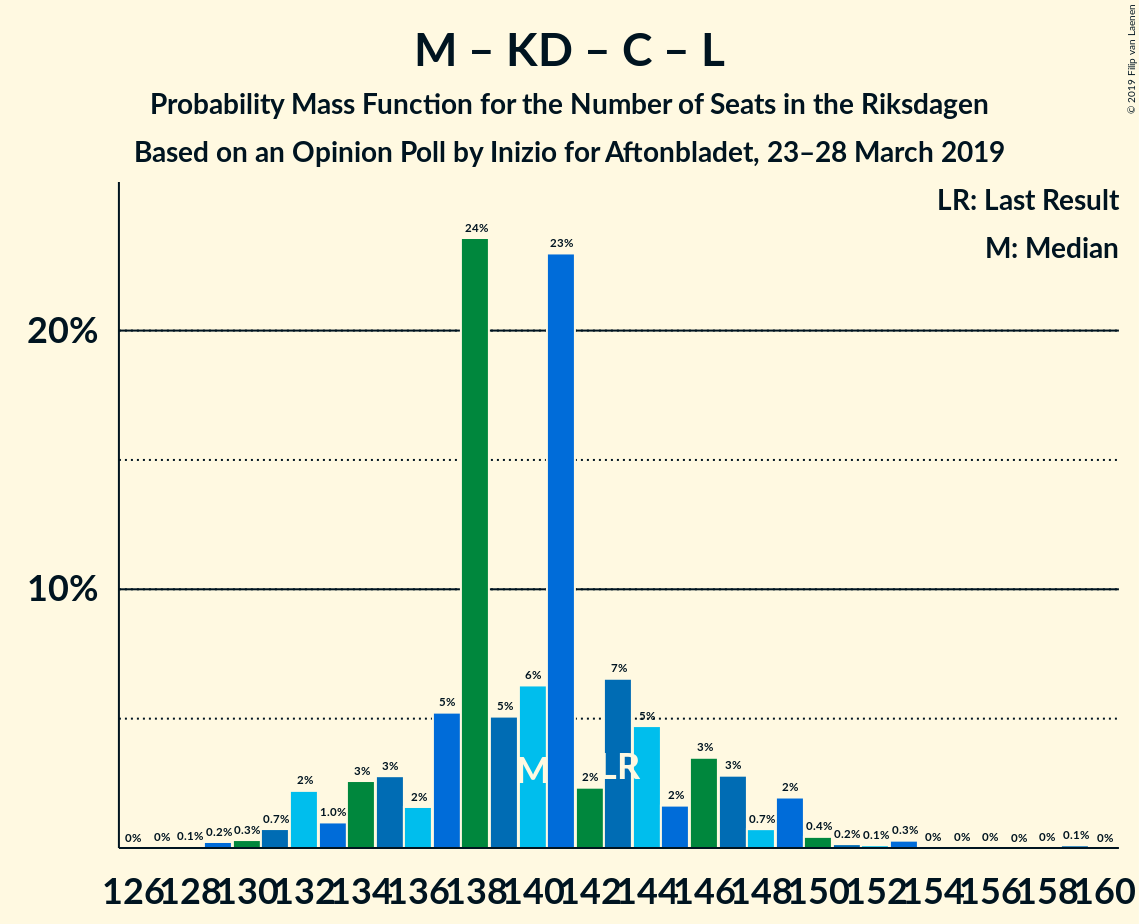 M – KD – C – L
Probability Mass Function for the Number of Seats in the Riksdagen
Based on an Opinion Poll by Inizio for Aftonbladet, 23–28 March 2019
© 2019 Filip van Laenen
LR: Last Result
M: Median
20%
10%
0% 0% 0.1% 0.2% 0.3% 0.7% 2% 1.0% 3% 3% 2% 5% 24% 5% 6% 23% 2% 7% 5% 2% 3% 3% 0.7% 2% 0.4% 0.2% 0.1% 0.3% 0% 0% 0% 0% 0% 0.1% 0%
M LR
126 128 130 132 134 136 138 140 142 144 146 148 150 152 154 156 158 160